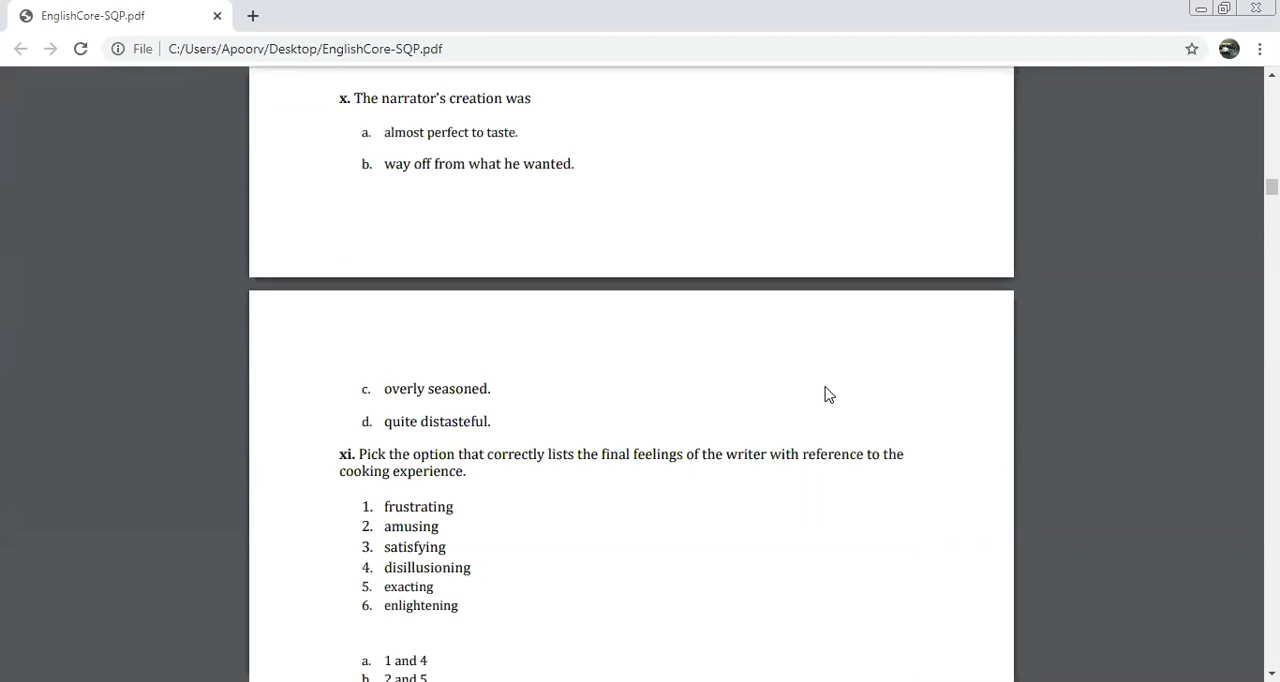 EnglishCore-SQP.pdf
File C:/Users/Apoorv/Desktop/EnglishCore-SQP.pdf
x. The narrator's creation was
a. almost perfect to taste.
b. way off from what he wanted.
c. overly seasoned.
d. quite distasteful.
xi. Pick the option that correctly lists the final feelings of the writer with reference to the
cooking experience.
1. frustrating
2. amusing
3. satisfying
4. disillusioning
5. exacting
6. enlightening
a. 1 and 4
b. 2 and 5